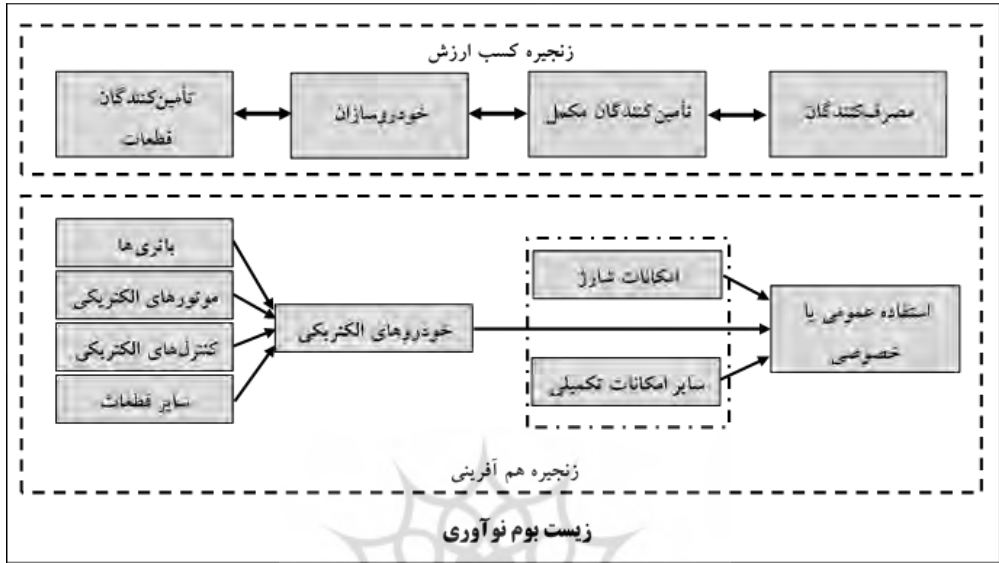 زنجیره کسب ارزش
مصرف‌کنندگان
تأمین‌کنندگان مکمل
خودروسازان
تأمین‌کنندگان
قطعات
باتری‌ها
موتورهای الکتریکی
کنترل‌های الکتریکی
سایر قطعات
خودروهای الکتریکی
امکانات شارژ
سایر امکانات تکمیلی
استفاده عمومی یا
خصوصی
زنجیره هم آفرینی
زیست بوم نوآوری